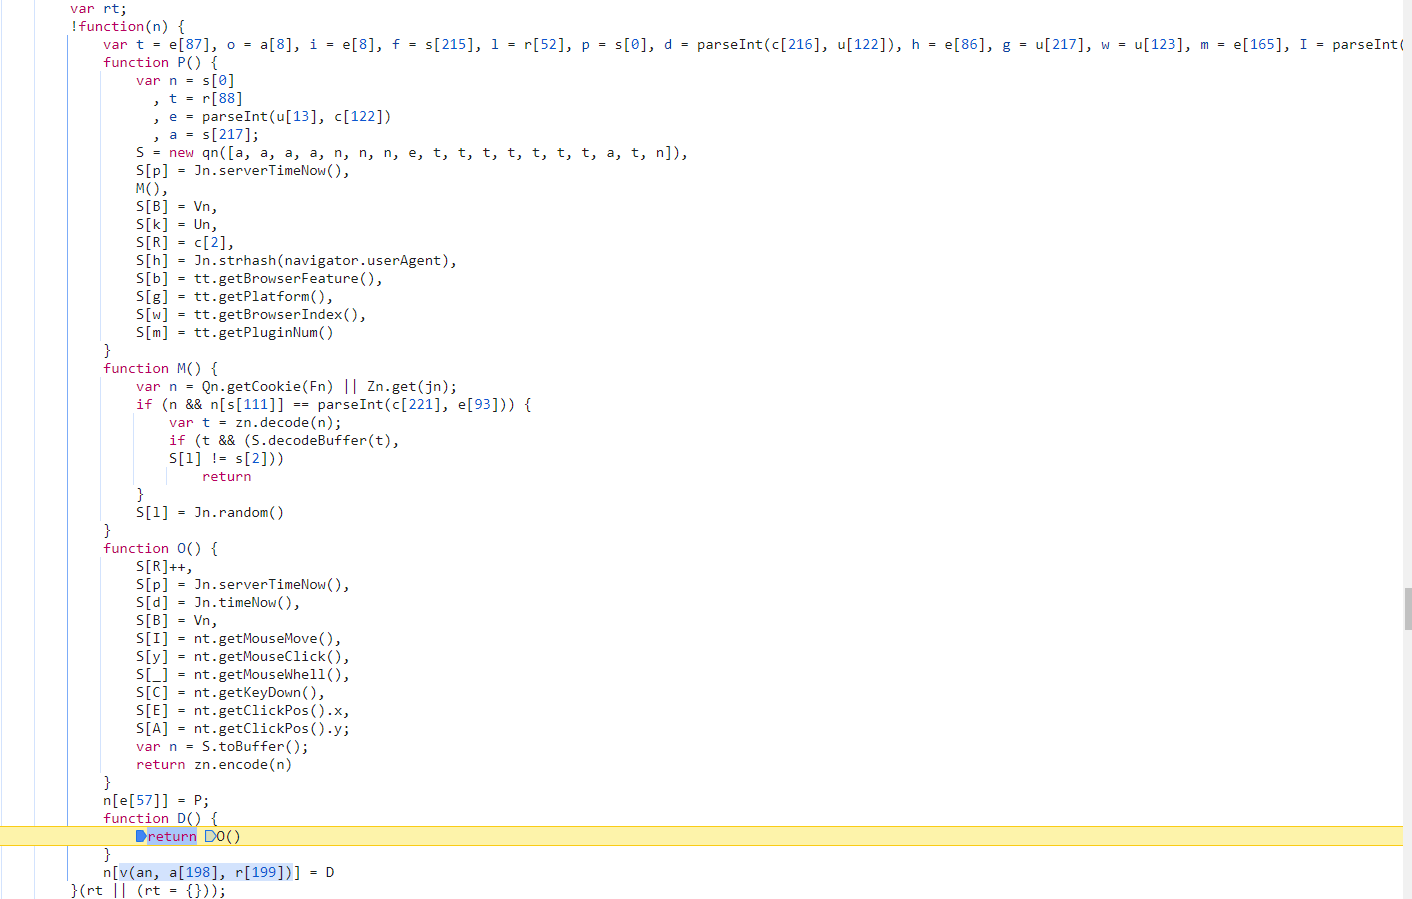 var rt;
!function(n) {
var t = e[87], o = a[8], i = e[8], f = s[215], l = r[52], p = s[0], d = parseInt(c[216], u[122]), h = e[86], g = u[217], w = u[123], m = e[165], I = parseInt(
function P() {
var n = s[0]
, t = r[88]
, e = parseInt(u[13], c[122])
, a = s[217];
S = new qn([a, a, a, a, n, n, n, e, t, t, t, t, t, t, t, a, t, n]),
S[p] = Jn.serverTimeNow(),
M(),
S[B] = Vn,
S[k] = Un,
S[R] = c[2],
S[h] = Jn.strhash(navigator.userAgent),
S[b] = tt.getBrowserFeature(),
S[g] = tt.getPlatform(),
S[w] = tt.getBrowserIndex(),
S[m] = tt.getPluginNum()
}
function M() {
var n = Qn.getCookie(Fn) || Zn.get(jn);
if (n && n[s[111]] == parseInt(c[221], e[93])) {
var t = zn.decode(n);
if (t && (S.decodeBuffer(t),
S[l] != s[2]))
return
}
S[l] = Jn.random()
}
function O() {
S[R]++,
S[p] = Jn.serverTimeNow(),
S[d] = Jn.timeNow(),
S[B] = Vn,
S[I] = nt.getMouseMove(),
S[y] = nt.getMouseClick(),
S[_] = nt.getMouseWhell(),
S[C] = nt.getKeyDown(),
S[E] = nt.getClickPos().x,
S[A] = nt.getClickPos().y;
var n = S.toBuffer();
return zn.encode(n)
}
n[e[57]] = P;
function D() {
return O()
}
n[v(an, a[198], r[199])] = D
}(rt || (rt = {}));